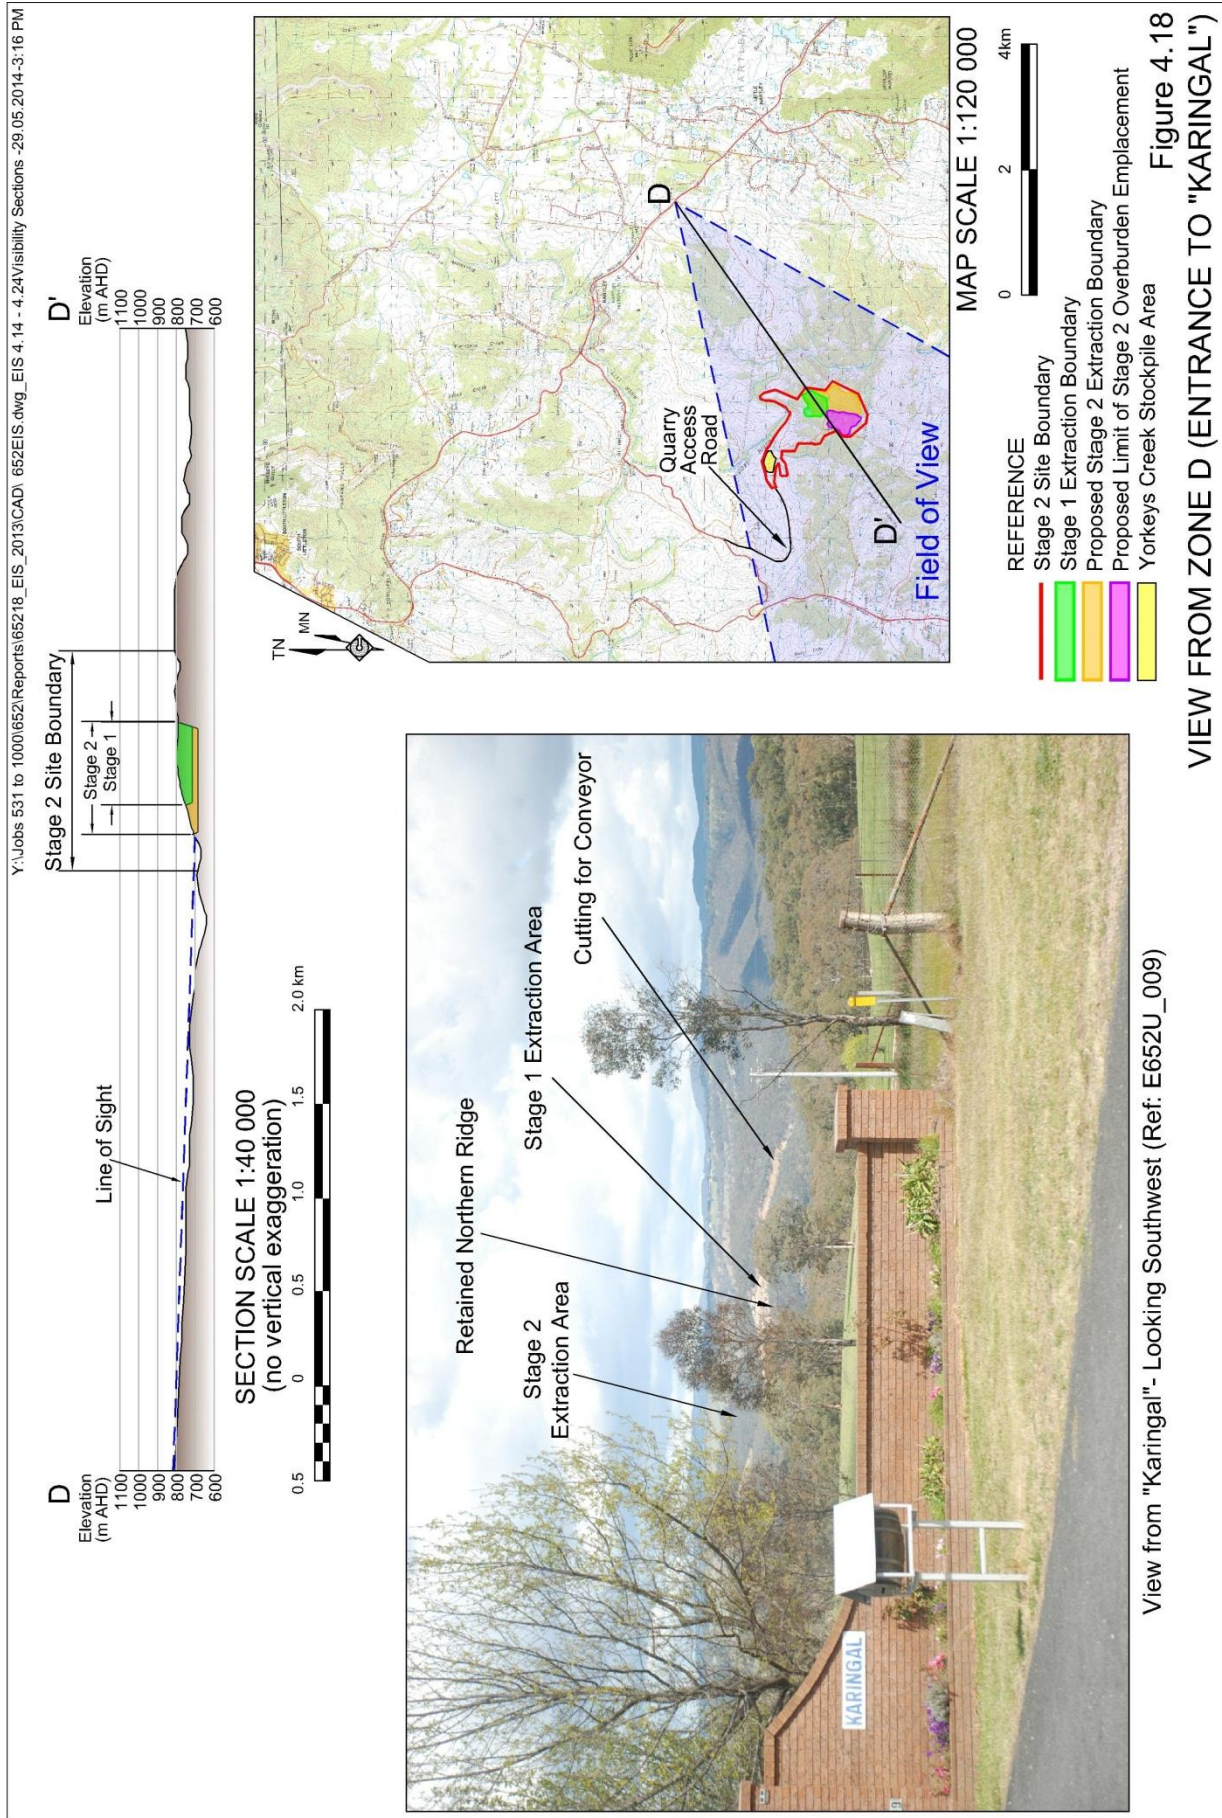 Y:\Jobs 531 to 1000\652\Reports\65218_EIS_2013\CAD\ 652EIS.dwg_EIS 4.14 - 4.24\Visibility Sections -29.05.2014-3:16 PM
D
D'
Elevation
(m AHD)
1100
1000
900
800
700
600
Line of Sight
Stage 2 Site Boundary
Stage 2
Stage 1
Elevation
(m AHD)
1100
1000
900
800
700
600
SECTION SCALE 1:40 000
(no vertical exaggeration)
0.5
0
0.5
1.0
1.5
2.0 km
TN
MN
Quarry
Access
Road
D
D'
Field of View
MAP SCALE 1:120 000
0
2
4km
Stage 2
Extraction Area
Retained Northern Ridge
Stage 1 Extraction Area
Cutting for Conveyor
KARINGAL
View from "Karingal"- Looking Southwest (Ref: E652U_009)
REFERENCE
Stage 2 Site Boundary
Stage 1 Extraction Boundary
Proposed Stage 2 Extraction Boundary
Proposed Limit of Stage 2 Overburden Emplacement
Yorkeys Creek Stockpile Area
Figure 4.18
VIEW FROM ZONE D (ENTRANCE TO "KARINGAL")